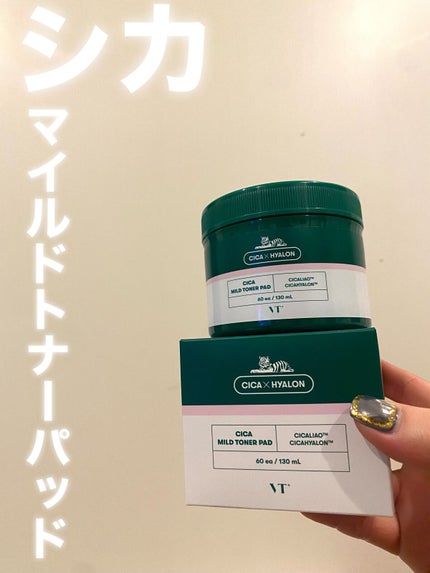 シカ
マイルドトナーパッド
CICA×HYALON
CICA
MILD TONER PAD
CICALIAO™
CICAHYALON™
60 ea / 130 mL
VT
CICA×HYALON
CICA
MILD TONER PAD
CICALIAO™
CICAHYALON™
60 ea / 130 mL
VT